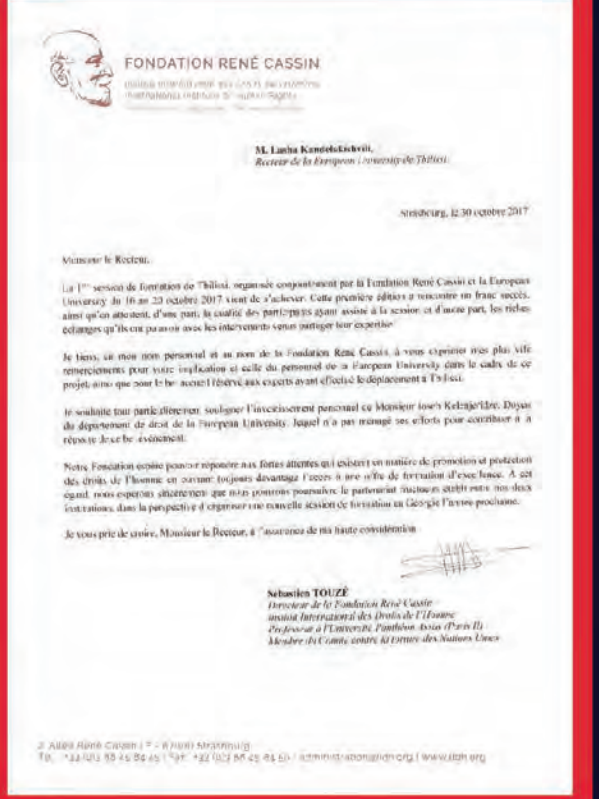 FONDATION RENÉ CASSIN
International Institute of Human Rights
M. Lasha Kandelakishvili,
Recteur de la European University de Tbilissi
Strasbourg, le 30 octobre 2017
Monsieur le Recteur,
La 1ère session de formation de Tbilissi, organisée conjointement par la Fondation René Cassin et la European
University du 16 au 20 octobre 2017 vient de s'achever. Cette première édition a rencontré un franc succès,
ainsi qu'en attestent, d'une part, la qualité des participants ayant assisté à la session et d'autre part, les riches
échanges qu'ils ont pu avoir avec les intervenants venus partager leur expertise.
Je tiens, en mon nom personnel et au nom de la Fondation René Cassin, à vous exprimer mes plus vifs
remerciements pour votre implication et celle du personnel de la European University dans le cadre de ce
projet, ainsi que pour le bel accueil réservé aux experts ayant effectué le déplacement à Tbilissi.
Je souhaite tout particulièrement souligner l'investissement personnel de Monsieur Doyen
du département de droit de la European University, lequel n'a pas ménagé ses efforts pour contribuer à la
réussite de ce bel événement.
Notre Fondation espère pouvoir répondre aux fortes attentes qui existent en matière de promotion et protection
des droits de l'homme en ouvrant toujours davantage l'accès à une offre de formation d'excellence. A cet
égard, nous espérons sincèrement que nous pourrons poursuivre le partenariat établi entre nos deux
institutions, dans la perspective d'organiser une nouvelle session de formation en Géorgie l'année prochaine.
Je vous prie de croire, Monsieur le Recteur, à l'assurance de ma haute considération
Sébastien TOUZÉ
Directeur de la Fondation René Cassin
Institut International des Droits de l'Homme
Professeur à l'Université Panthéon Assas (Paris II)
Membre du Comité contre la torture des Nations Unies
2, Allée René Cassin Strasbourg